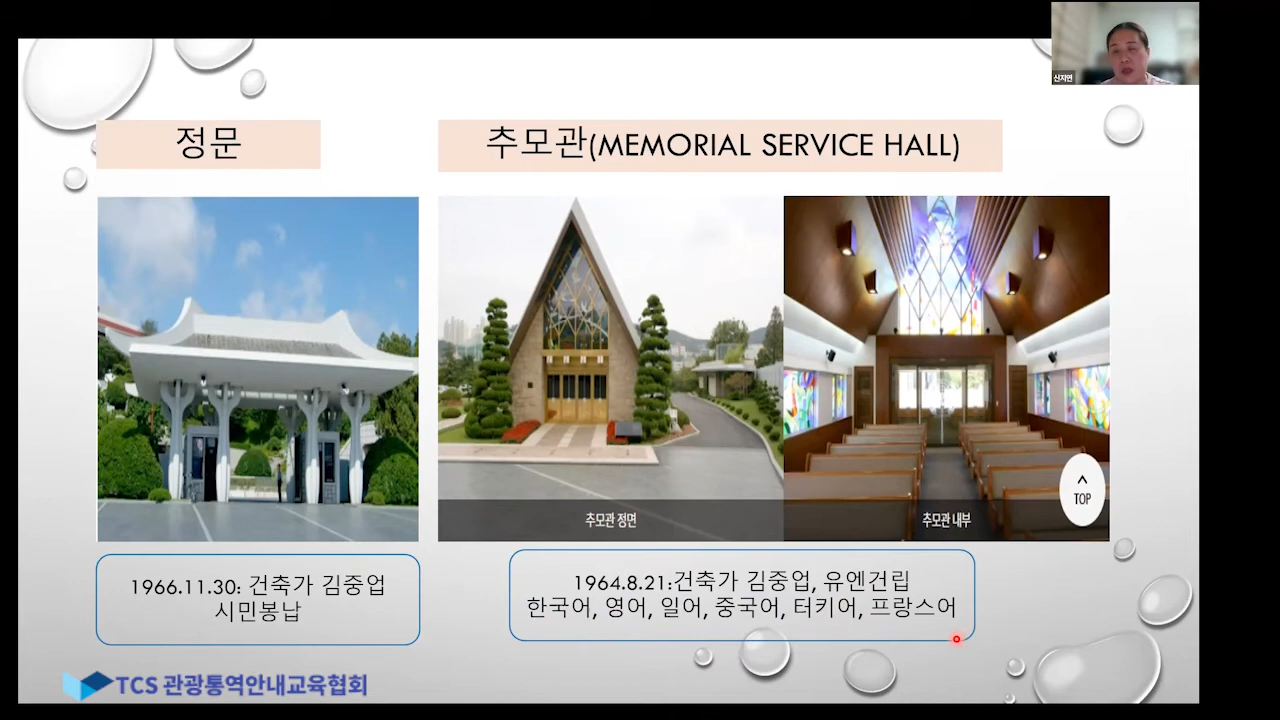 신지연
정문
추모관(MEMORIAL SERVICE HALL)
추모관 정면
추모관 내부
TOP
1966.11.30: 건축가 김중업
시민봉납
1964.8.21:건축가 김중업, 유엔건립
한국어, 영어, 일어, 중국어, 터키어, 프랑스어
TCS 관광통역안내교육협회